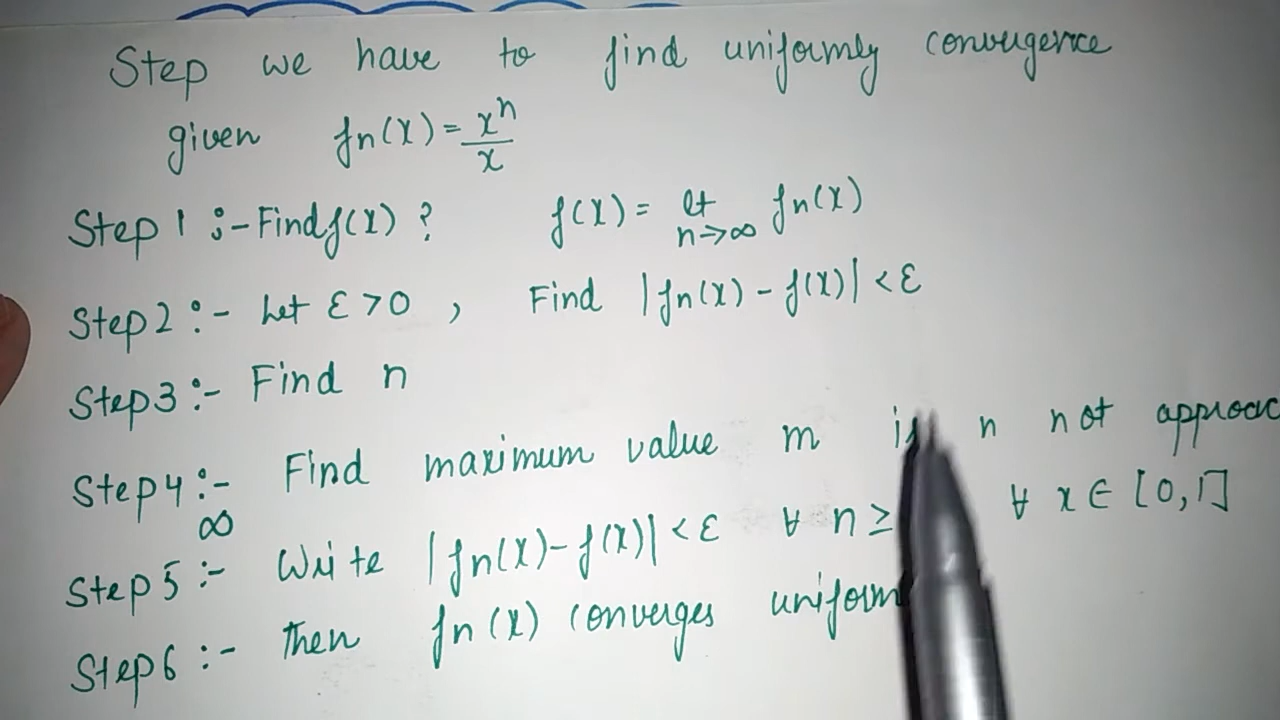 Step we have to find uniformly convergence
given fn(x) = x^n / x
Step 1 :- Find f(x) ? f(x) = lt n→∞ fn(x)
Step 2 :- Let ε > 0 , Find |fn(x) - f(x)| < ε
Step 3 :- Find n
Step 4 :- Find maximum value m n not approac
∞
Step 5 :- Write |fn(x) - f(x)| < ε ∀ n ≥ ∀ x ∈ [0,1]
Step 6 :- then fn(x) converges uniform